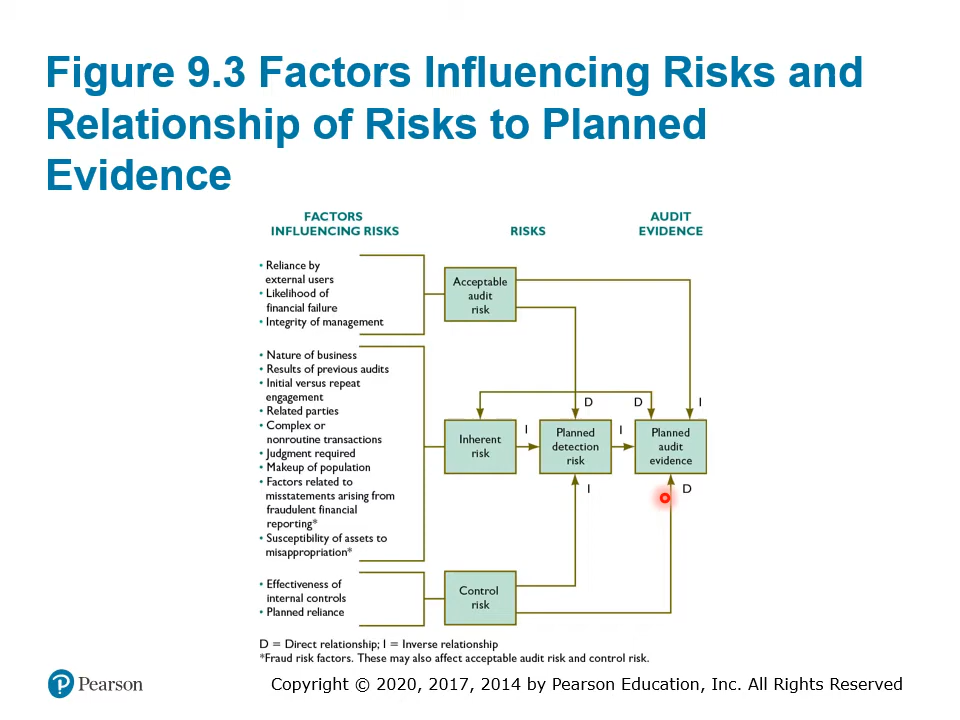 Figure 9.3 Factors Influencing Risks and
Relationship of Risks to Planned
Evidence
FACTORS
INFLUENCING RISKS
RISKS
AUDIT
EVIDENCE
• Reliance by
external users
• Likelihood of
financial failure
• Integrity of management
Acceptable
audit
risk
• Nature of business
• Results of previous audits
• Initial versus repeat
engagement
• Related parties
• Complex or
nonroutine transactions
• Judgment required
• Makeup of population
• Factors related to
misstatements arising from
fraudulent financial
reporting*
• Susceptibility of assets to
misappropriation*
D
D
I
Inherent
risk
I
Planned
detection
risk
I
Planned
audit
evidence
I
D
• Effectiveness of
internal controls
• Planned reliance
Control
risk
D = Direct relationship; I = Inverse relationship
*Fraud risk factors. These may also affect acceptable audit risk and control risk.
P Pearson
Copyright © 2020, 2017, 2014 by Pearson Education, Inc. All Rights Reserved